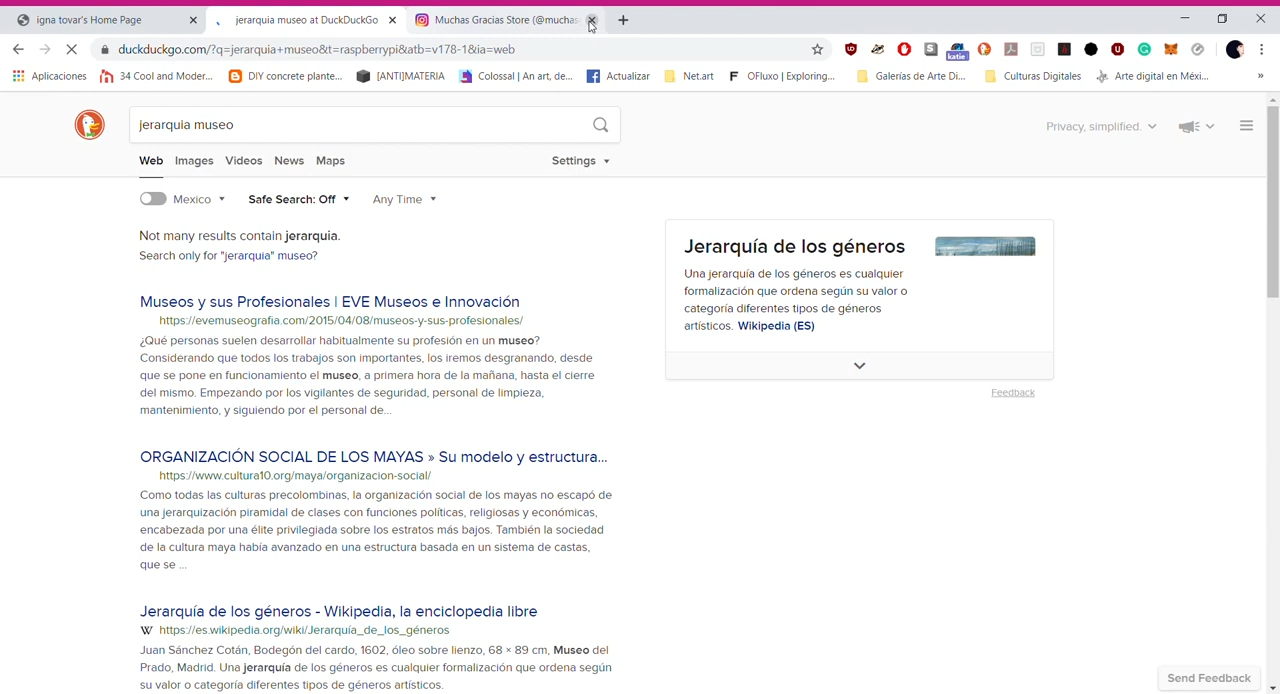 igna tovar's Home Page
jerarquia museo at DuckDuckGo
Muchas Gracias Store (@muchas
duckduckgo.com/?q=jerarquia+museo&t=raspberrypi&atb=v178-1&ia=web
katie
Aplicaciones
34 Cool and Moder...
DIY concrete plante...
[ANTI]MATERIA
Colossal | An art, de...
Actualizar
Net.art
OFluxo | Exploring...
Galerías de Arte Di...
Culturas Digitales
Arte digital en Méxi...
»
jerarquia museo
Privacy, simplified.
Web Images Videos News Maps Settings
Mexico Safe Search: Off Any Time
Not many results contain jerarquia.
Search only for "jerarquia" museo?
Museos y sus Profesionales | EVE Museos e Innovación
https://evemuseografia.com/2015/04/08/museos-y-sus-profesionales/
¿Qué personas suelen desarrollar habitualmente su profesión en un museo?
Considerando que todos los trabajos son importantes, los iremos desgranando, desde
que se pone en funcionamiento el museo, a primera hora de la mañana, hasta el cierre
del mismo. Empezando por los vigilantes de seguridad, personal de limpieza,
mantenimiento, y siguiendo por el personal de...
ORGANIZACIÓN SOCIAL DE LOS MAYAS » Su modelo y estructura...
https://www.cultura10.org/maya/organizacion-social/
Como todas las culturas precolombinas, la organización social de los mayas no escapó de
una jerarquización piramidal de clases con funciones políticas, religiosas y económicas,
encabezada por una élite privilegiada sobre los estratos más bajos. También la sociedad
de la cultura maya había avanzado en una estructura basada en un sistema de castas,
que se ...
Jerarquía de los géneros - Wikipedia, la enciclopedia libre
W https://es.wikipedia.org/wiki/Jerarquía_de_los_géneros
Juan Sánchez Cotán, Bodegón del cardo, 1602, óleo sobre lienzo, 68 × 89 cm, Museo del
Prado, Madrid. Una jerarquía de los géneros es cualquier formalización que ordena según
su valor o categoría diferentes tipos de géneros artísticos.
Jerarquía de los géneros
Una jerarquía de los géneros es cualquier
formalización que ordena según su valor o
categoría diferentes tipos de géneros
artísticos. Wikipedia (ES)
Feedback
Send Feedback